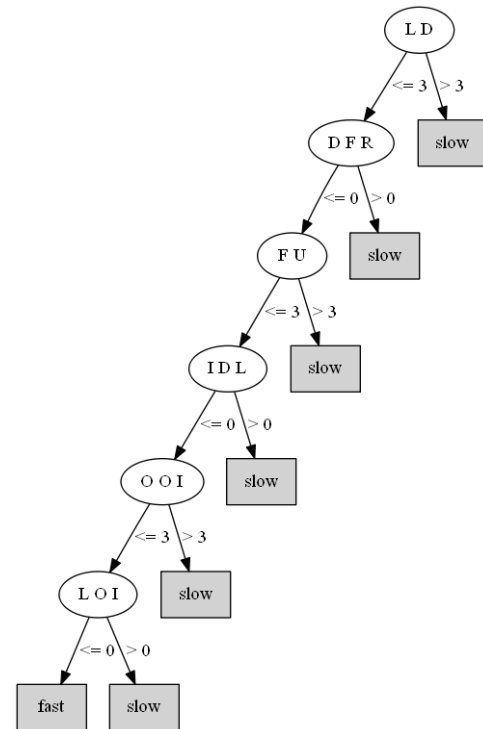 L D
<= 3 > 3
D F R
slow
<= 0 > 0
F U
slow
<= 3 > 3
I D L
slow
<= 0 > 0
O O I
slow
<= 3 > 3
L O I
slow
<= 0 > 0
fast
slow